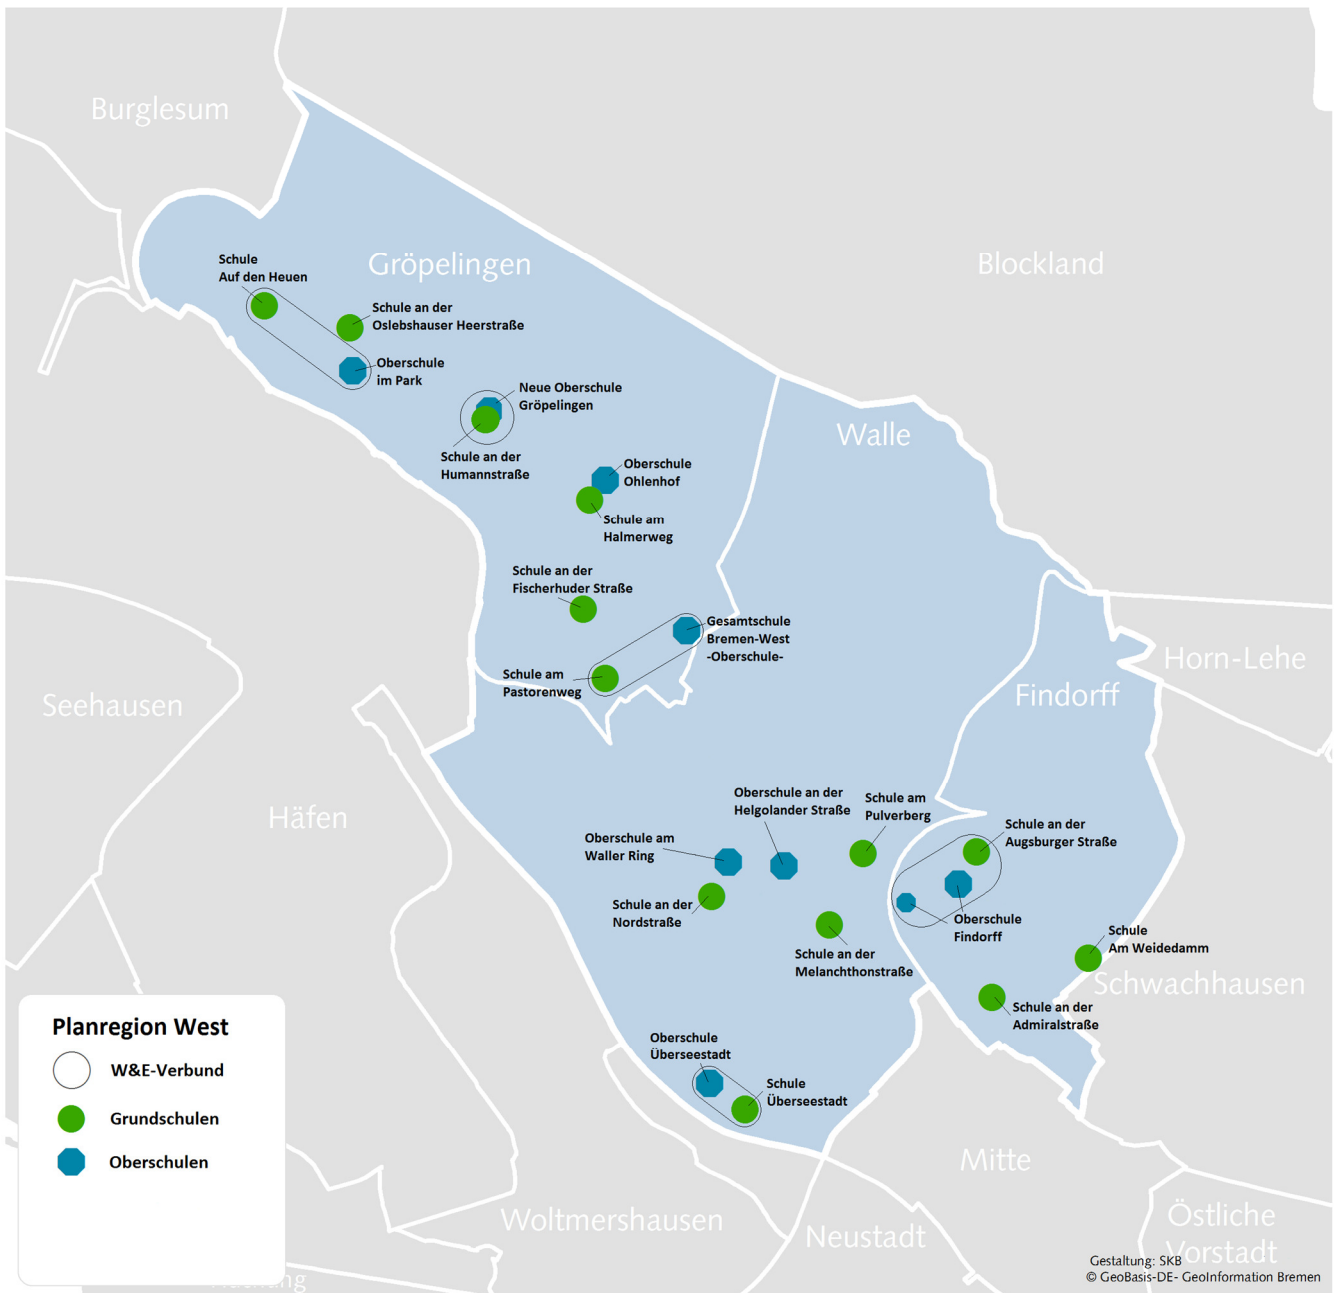 Burglesum
Blockland
Gröpelingen
Schule
Auf den Heuen
Schule an der
Oslebshauser Heerstraße
Oberschule
im Park
Neue Oberschule
Gröpelingen
Schule an der
Humannstraße
Walle
Oberschule
Ohlenhof
Schule am
Halmerweg
Schule an der
Fischerhuder Straße
Gesamtschule
Bremen-West
-Oberschule-
Schule am
Pastorenweg
Horn-Lehe
Findorff
Seehausen
Häfen
Oberschule an der
Helgolander Straße
Schule am
Pulverberg
Oberschule am
Waller Ring
Schule an der
Augsburger Straße
Schule an der
Nordstraße
Oberschule
Findorff
Schule
Am Weidedamm
Schule an der
Melanchthonstraße
Schwachhausen
Schule an der
Admiralstraße
Oberschule
Überseestadt
Schule
Überseestadt
Planregion West
W&E-Verbund
Grundschulen
Oberschulen
Mitte
Woltmershausen
Neustadt
Östliche
Vorstadt
Gestaltung: SKB
© GeoBasis-DE- GeoInformation Bremen